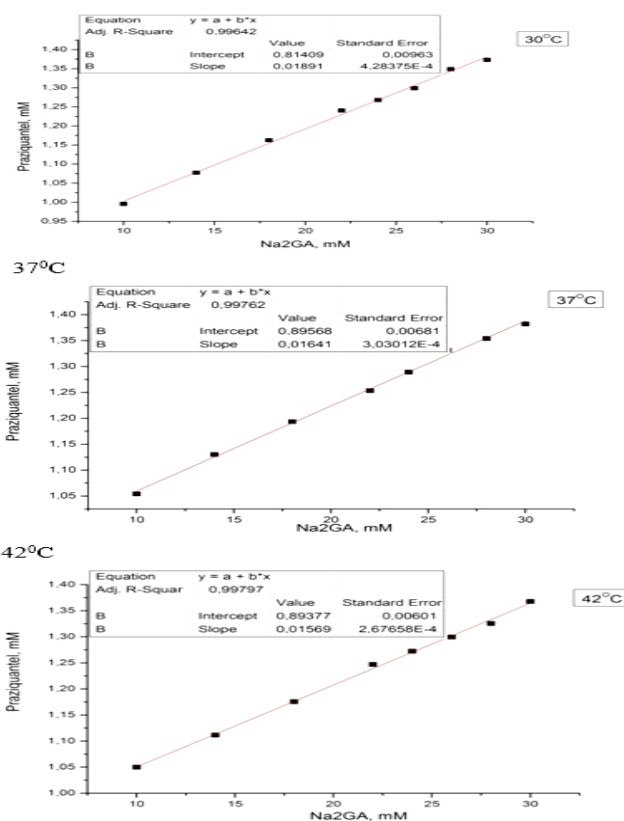 Equation y = a + b*x
Adj. R-Square 0,99642
Value Standard Error
B Intercept 0,81409 0,00963
B Slope 0,01891 4,28375E-4
30°C
1,40
1,35
1,30
1,25
1,20
1,15
1,10
1,05
1,00
0,95
Praziquantel, mM
10 15 20 25 30
Na2GA, mM
37⁰C
Equation y = a + b*x
Adj. R-Square 0,99762
Value Standard Error
B Intercept 0,89568 0,00681
B Slope 0,01641 3,03012E-4
37°C
1,40
1,35
1,30
1,25
1,20
1,15
1,10
1,05
Praziquantel, mM
10 15 20 25 30
Na2GA, mM
42⁰C
Equation y = a + b*x
Adj. R-Squar 0,99797
Value Standard Error
B Intercept 0,89377 0,00601
B Slope 0,01569 2,67658E-4
42°C
1,40
1,35
1,30
1,25
1,20
1,15
1,10
1,05
1,00
Praziquantel, mM
10 15 20 25 30
Na2GA, mM